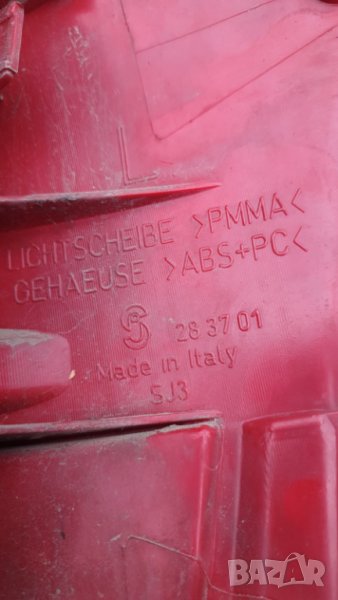 L
LICHTSCHEIBE >PMMA<
GEHAEUSE >ABS+PC<
28 37 01
Made in Italy
SJ3
BAZAR